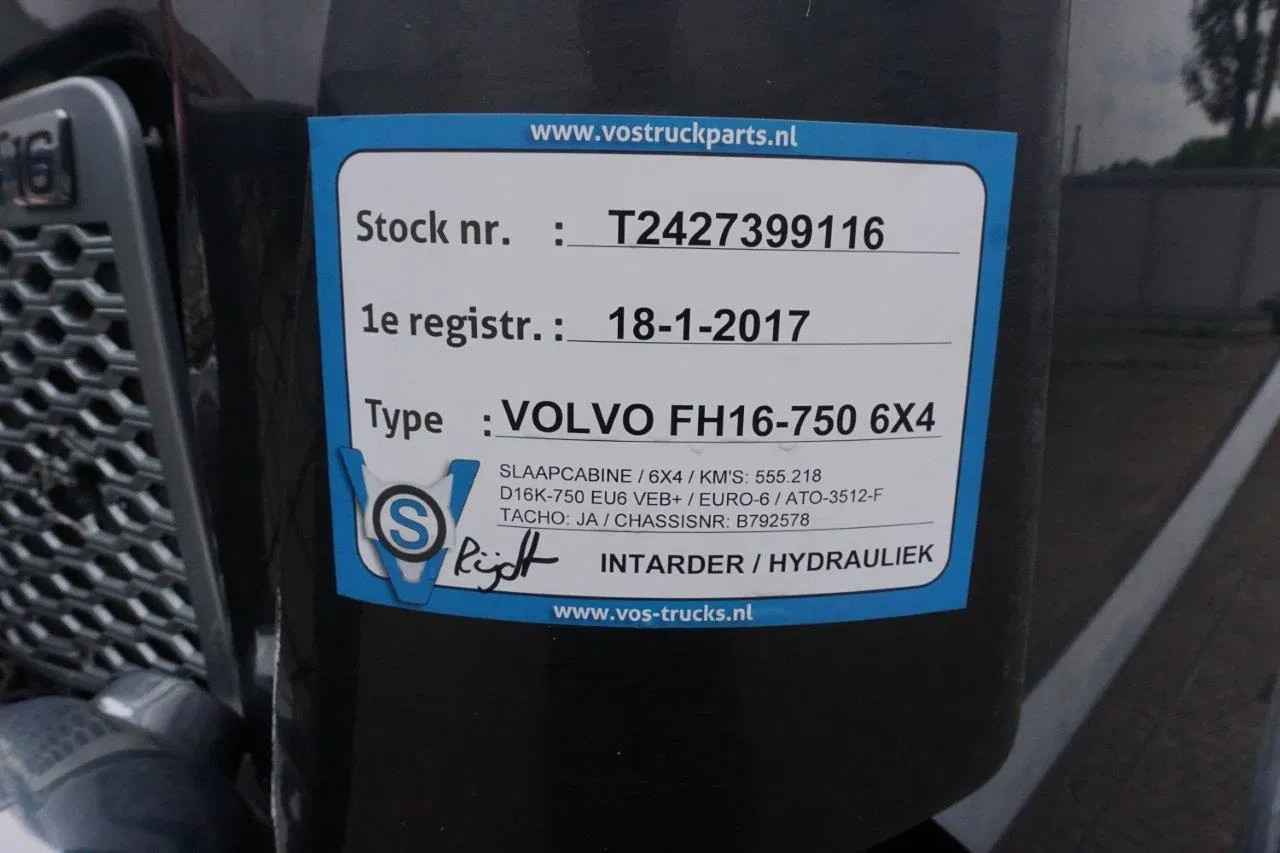 16
www.vostruckparts.nl
Stock nr. : T2427399116
1e registr. : 18-1-2017
Type : VOLVO FH16-750 6X4
SLAAPCABINE / 6X4 / KM'S: 555.218
D16K-750 EU6 VEB+ / EURO-6 / ATO-3512-F
TACHO: JA / CHASSISNR: B792578
S
Rijdt
INTARDER / HYDRAULIEK
www.vos-trucks.nl